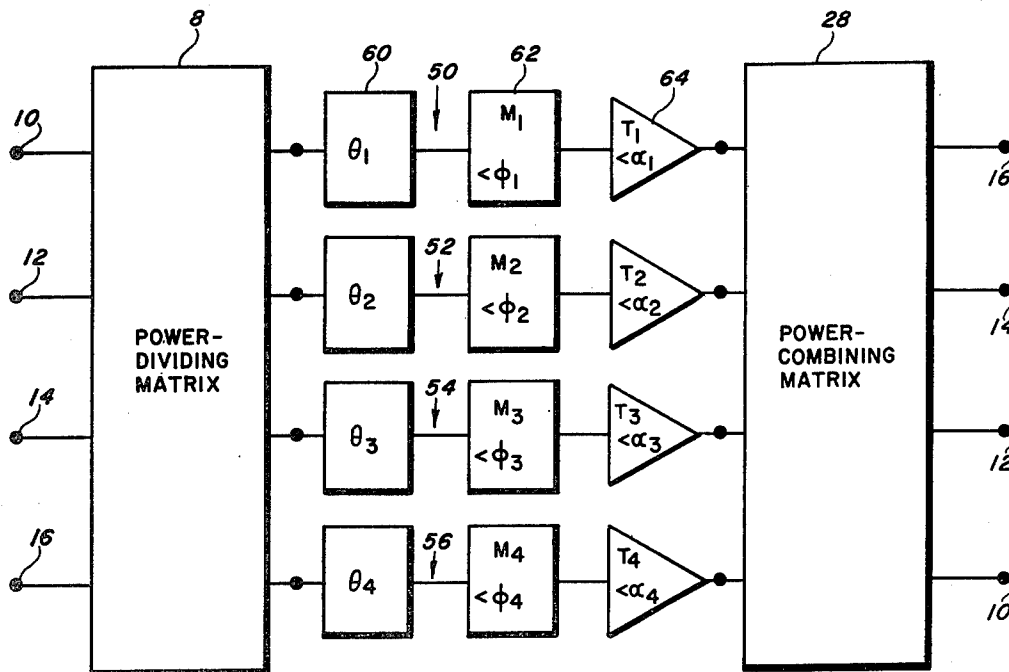 8
60
50
62
64
28
10
θ1
M1
<ϕ1
T1
<α1
16
12
θ2
52
M2
<ϕ2
T2
<α2
14
POWER-
DIVIDING
MATRIX
POWER-
COMBINING
MATRIX
14
θ3
54
M3
<ϕ3
T3
<α3
12
16
θ4
56
M4
<ϕ4
T4
<α4
10